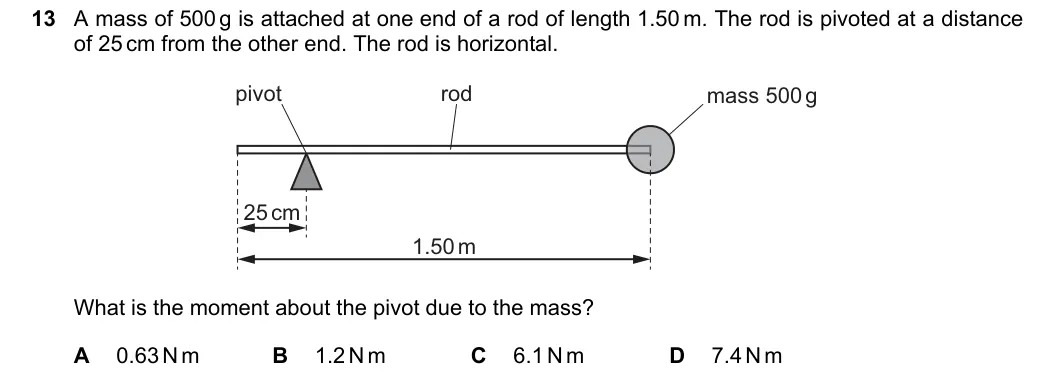 13 A mass of 500 g is attached at one end of a rod of length 1.50 m. The rod is pivoted at a distance
of 25 cm from the other end. The rod is horizontal.
pivot rod mass 500 g
25 cm
1.50 m
What is the moment about the pivot due to the mass?
A 0.63 N m B 1.2 N m C 6.1 N m D 7.4 N m